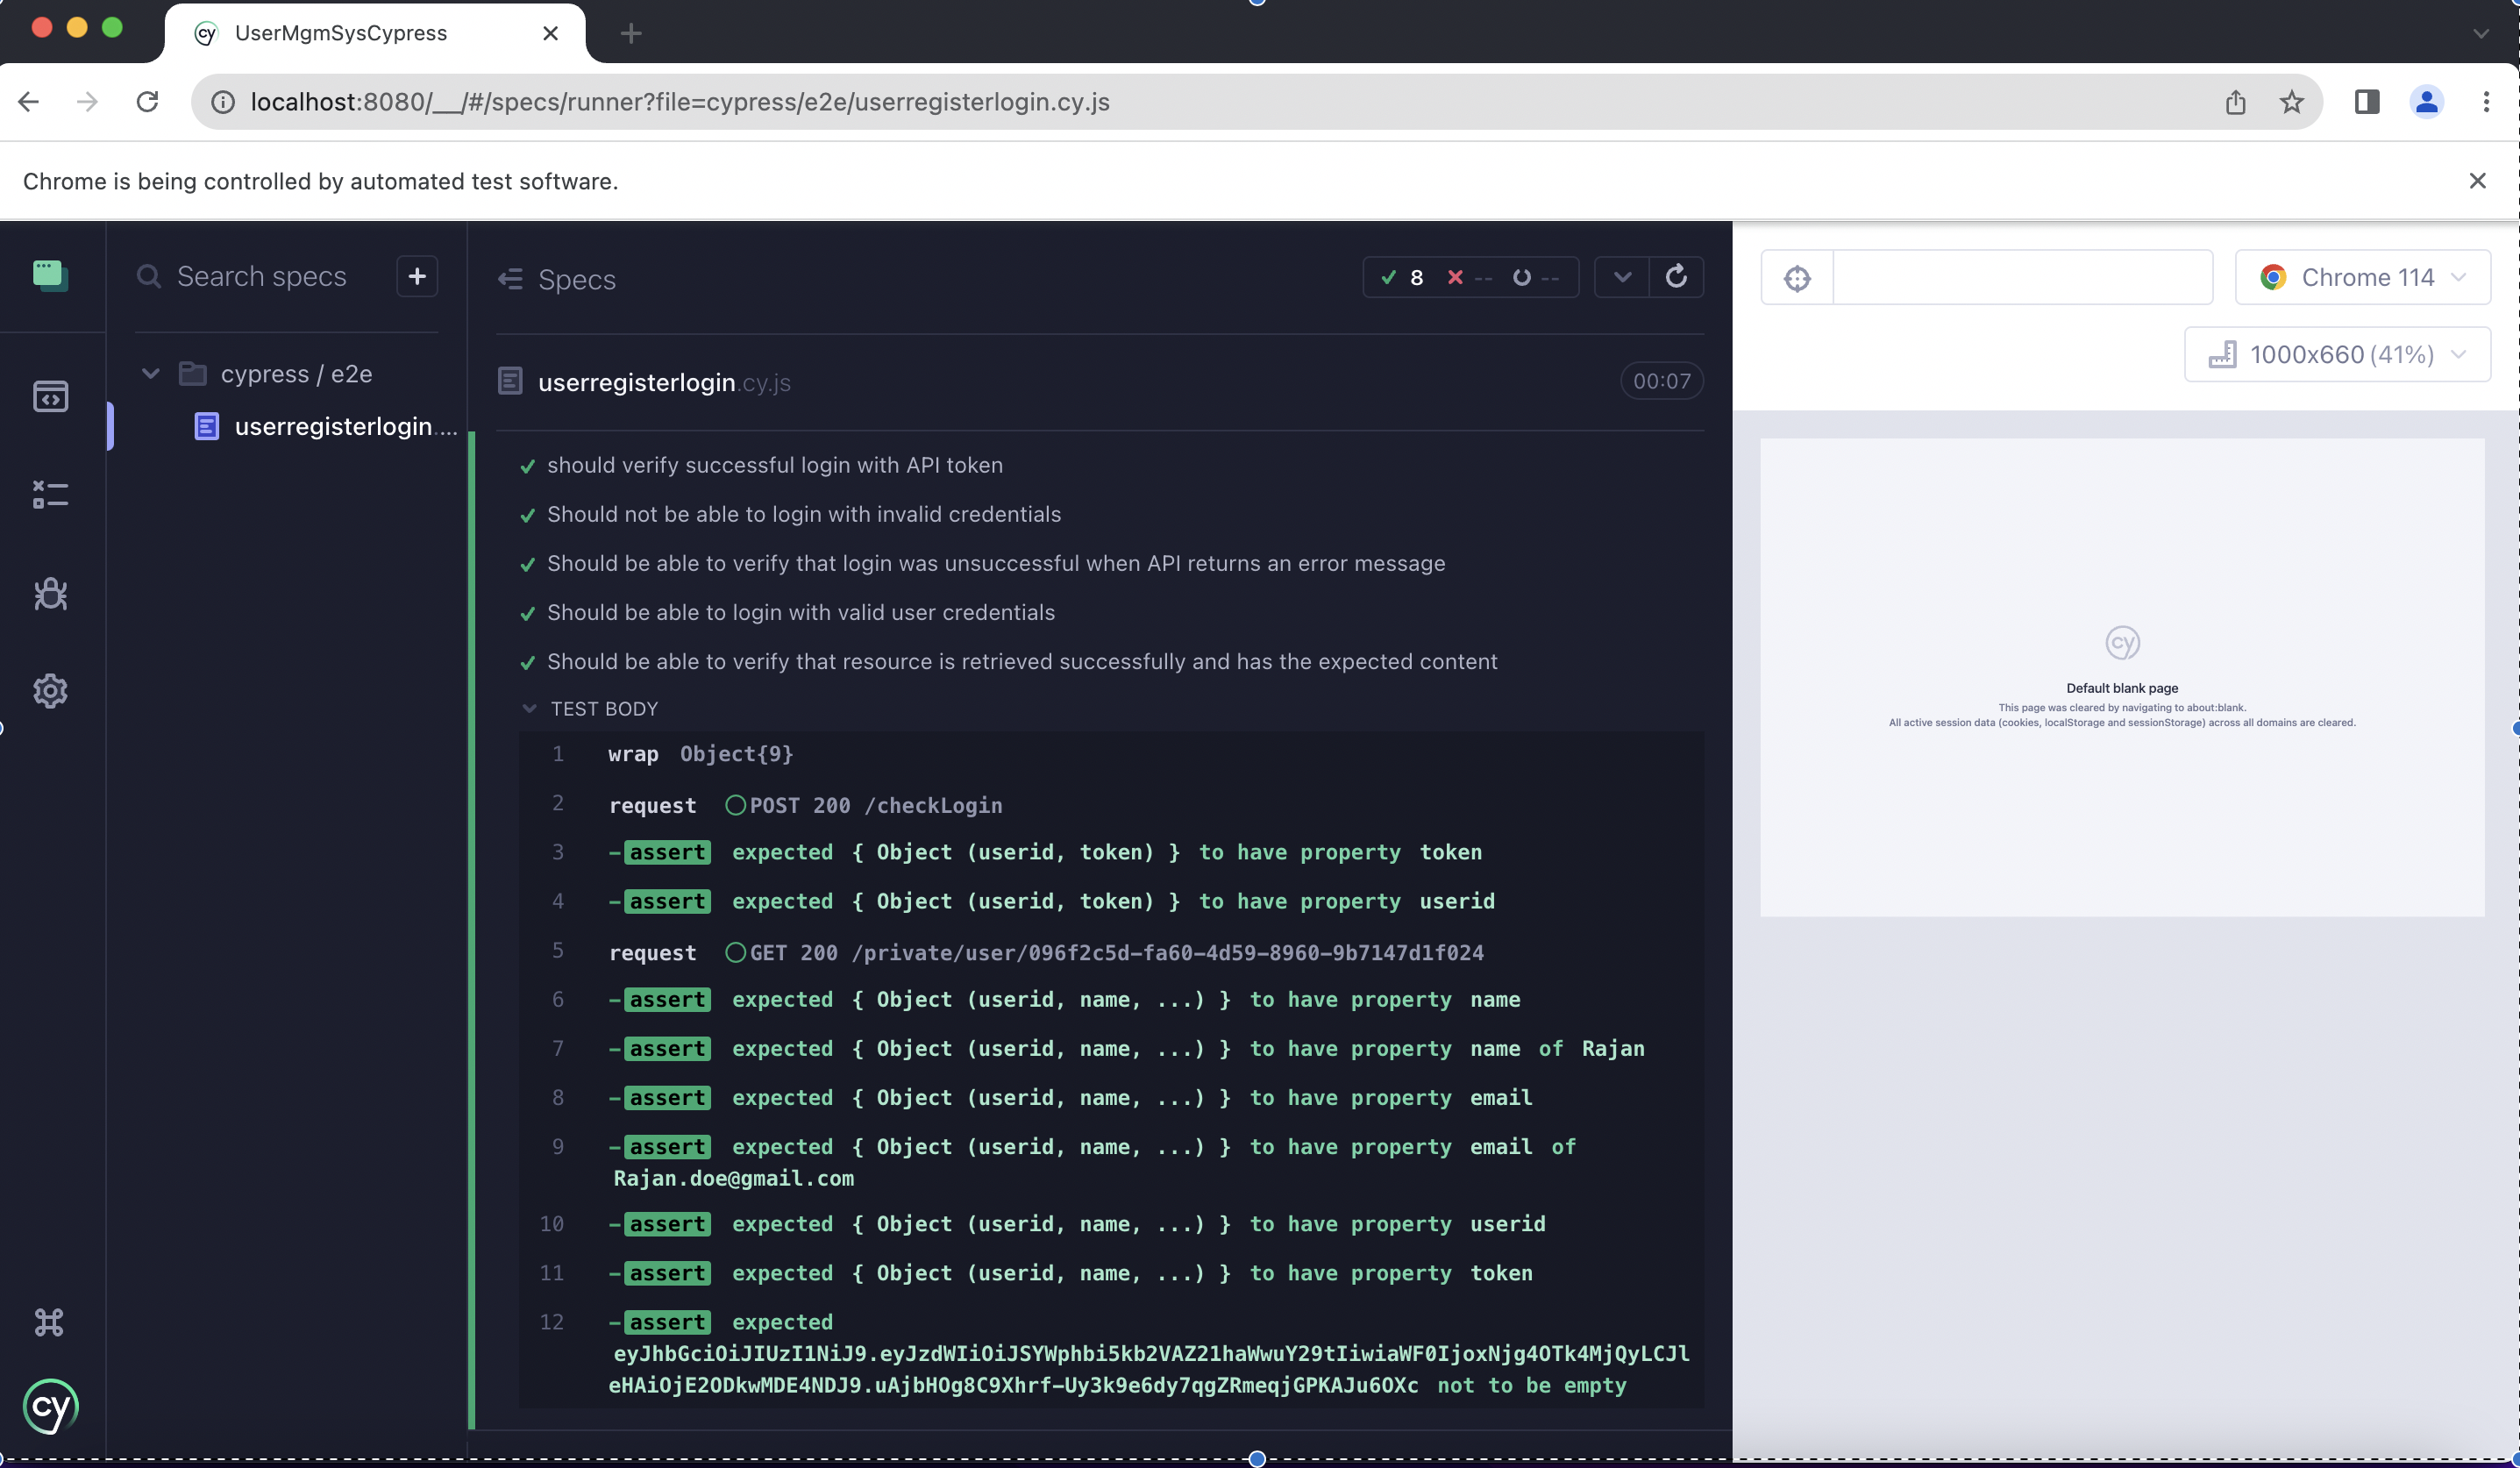 UserMgmSysCypress
localhost:8080/__/#/specs/runner?file=cypress/e2e/userregisterlogin.cy.js
Chrome is being controlled by automated test software.
Search specs
cypress / e2e
userregisterlogin....
Specs
8 -- --
userregisterlogin.cy.js
00:07
should verify successful login with API token
Should not be able to login with invalid credentials
Should be able to verify that login was unsuccessful when API returns an error message
Should be able to login with valid user credentials
Should be able to verify that resource is retrieved successfully and has the expected content
TEST BODY
1 wrap Object{9}
2 request POST 200 /checkLogin
3 -assert expected { Object (userid, token) } to have property token
4 -assert expected { Object (userid, token) } to have property userid
5 request GET 200 /private/user/096f2c5d-fa60-4d59-8960-9b7147d1f024
6 -assert expected { Object (userid, name, ...) } to have property name
7 -assert expected { Object (userid, name, ...) } to have property name of Rajan
8 -assert expected { Object (userid, name, ...) } to have property email
9 -assert expected { Object (userid, name, ...) } to have property email of
Rajan.doe@gmail.com
10 -assert expected { Object (userid, name, ...) } to have property userid
11 -assert expected { Object (userid, name, ...) } to have property token
12 -assert expected
eyJhbGciOiJIUzI1NiJ9.eyJzdWIiOiJSYWphbi5kb2VAZ21haWwuY29tIiwiaWF0IjoxNjg4OTk4MjQyLCJl
eHAiOjE2ODkwMDE4NDJ9.uAjbHOg8C9Xhrf-Uy3k9e6dy7qgZRmeqjGPKAJu6OXc not to be empty
cy
Chrome 114
1000x660 (41%)
cy
Default blank page
This page was cleared by navigating to about:blank.
All active session data (cookies, localStorage and sessionStorage) across all domains are cleared.